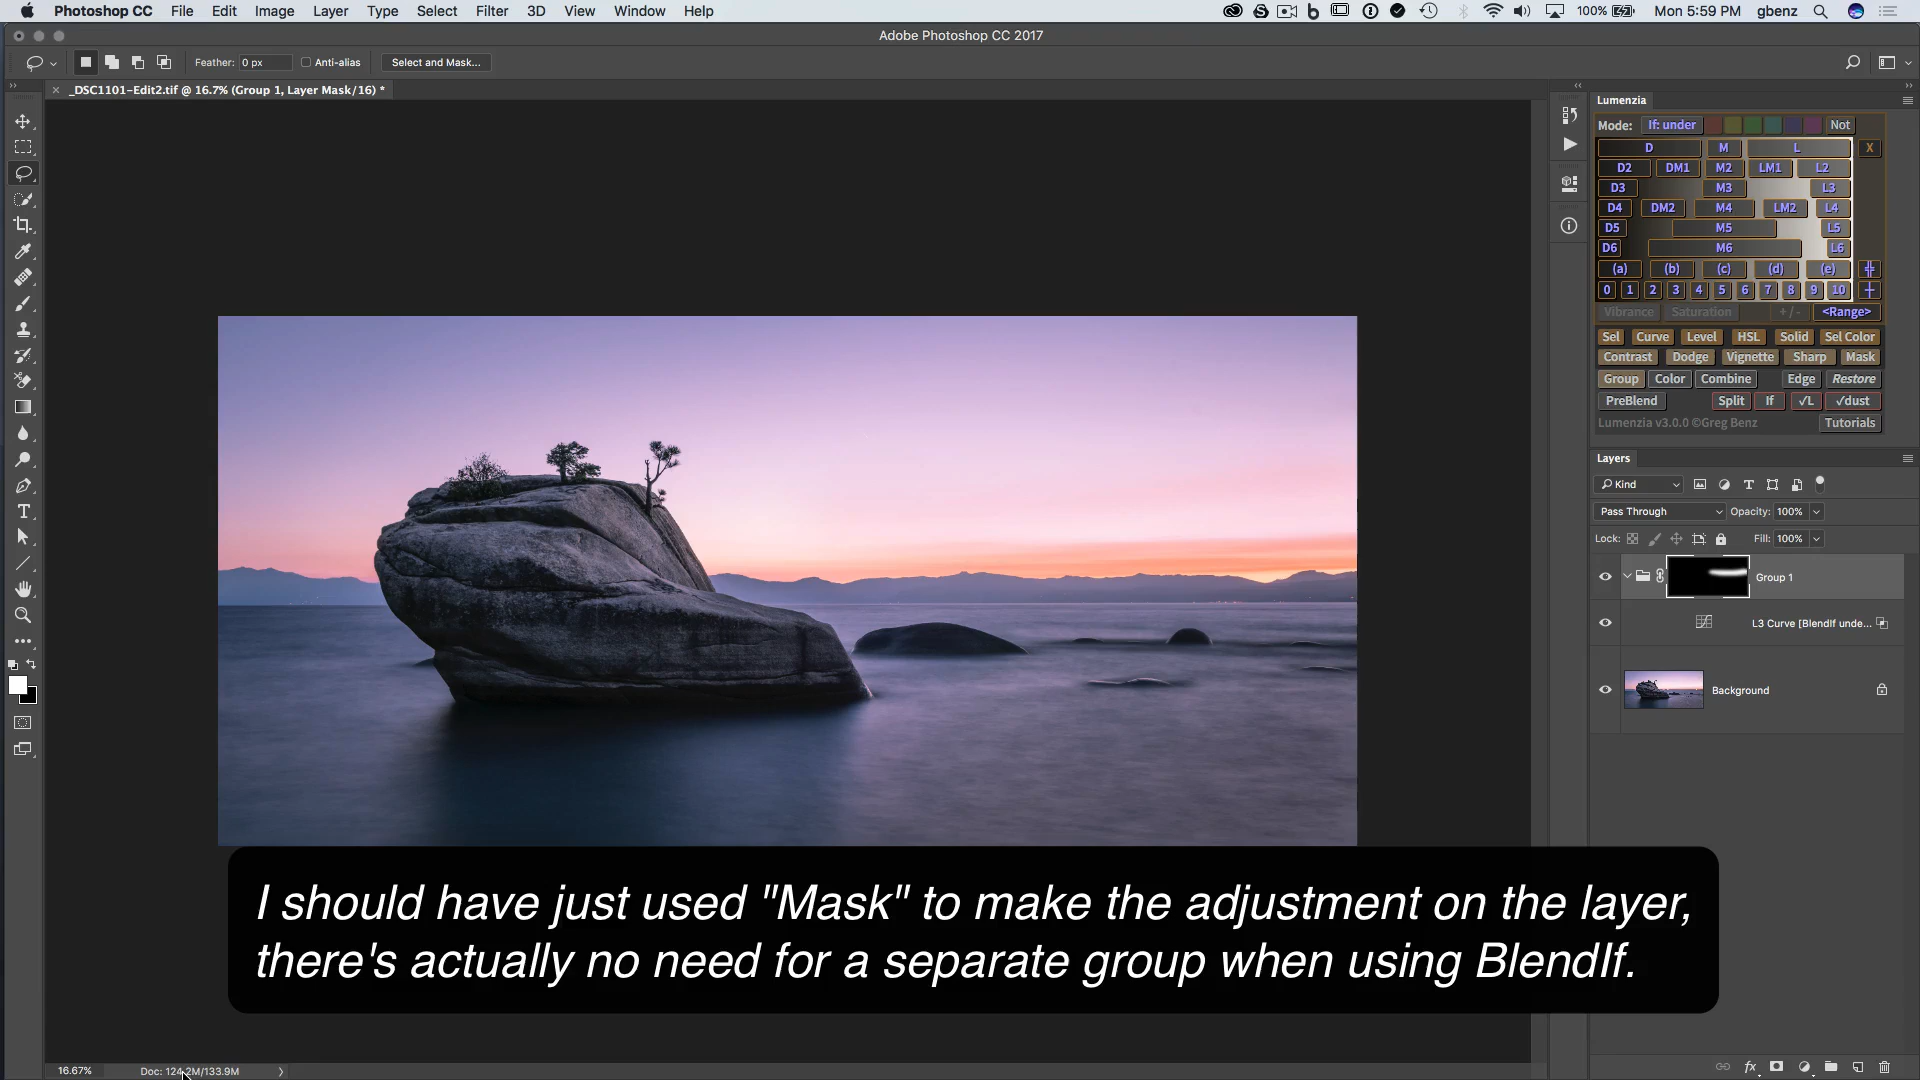 Photoshop CC File Edit Image Layer Type Select Filter 3D View Window Help 100% Mon 5:59 PM gbenz
Adobe Photoshop CC 2017
Feather: 0 px Anti-alias Select and Mask...
_DSC1101-Edit2.tif @ 16.7% (Group 1, Layer Mask/16) *
Lumenzia
Mode: If: under Not
D M L X
D2 DM1 M2 LM1 L2
D3 M3 L3
D4 DM2 M4 LM2 L4
D5 M5 L5
D6 M6 L6
(a) (b) (c) (d) (e)
0 1 2 3 4 5 6 7 8 9 10
Vibrance Saturation +/- <Range>
Sel Curve Level HSL Solid Sel Color
Contrast Dodge Vignette Sharp Mask
Group Color Combine Edge Restore
PreBlend Split If √L √dust
Lumenzia v3.0.0 ©Greg Benz Tutorials
Layers
Kind
Pass Through Opacity: 100%
Lock: Fill: 100%
Group 1
L3 Curve [BlendIf unde...
Background
I should have just used "Mask" to make the adjustment on the layer,
there's actually no need for a separate group when using BlendIf.
16.67% Doc: 124.2M/133.9M